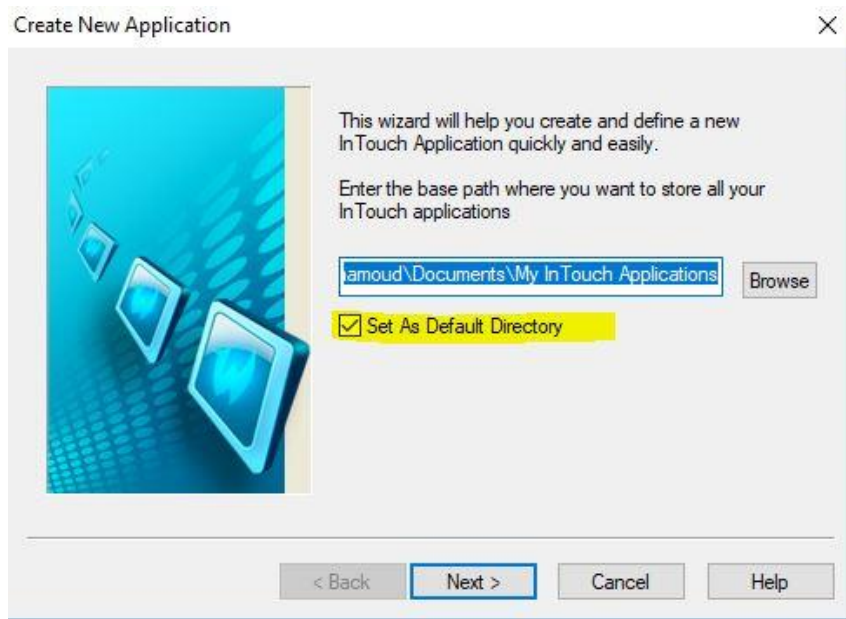 Create New Application
This wizard will help you create and define a new
InTouch Application quickly and easily.
Enter the base path where you want to store all your
InTouch applications
amoud\Documents\My InTouch Applications
Browse
Set As Default Directory
< Back
Next >
Cancel
Help